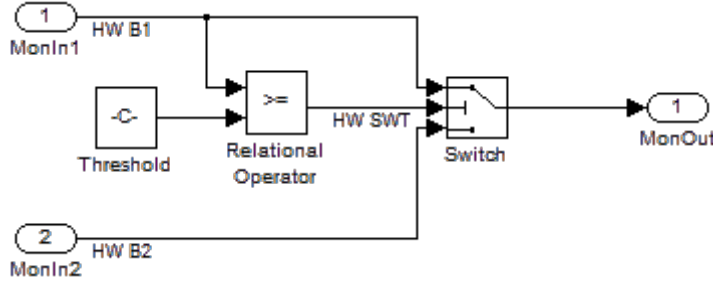 1
HW B1
MonIn1
-C-
Threshold
>=
Relational
Operator
HW SWT
Switch
1
MonOut
2
HW B2
MonIn2